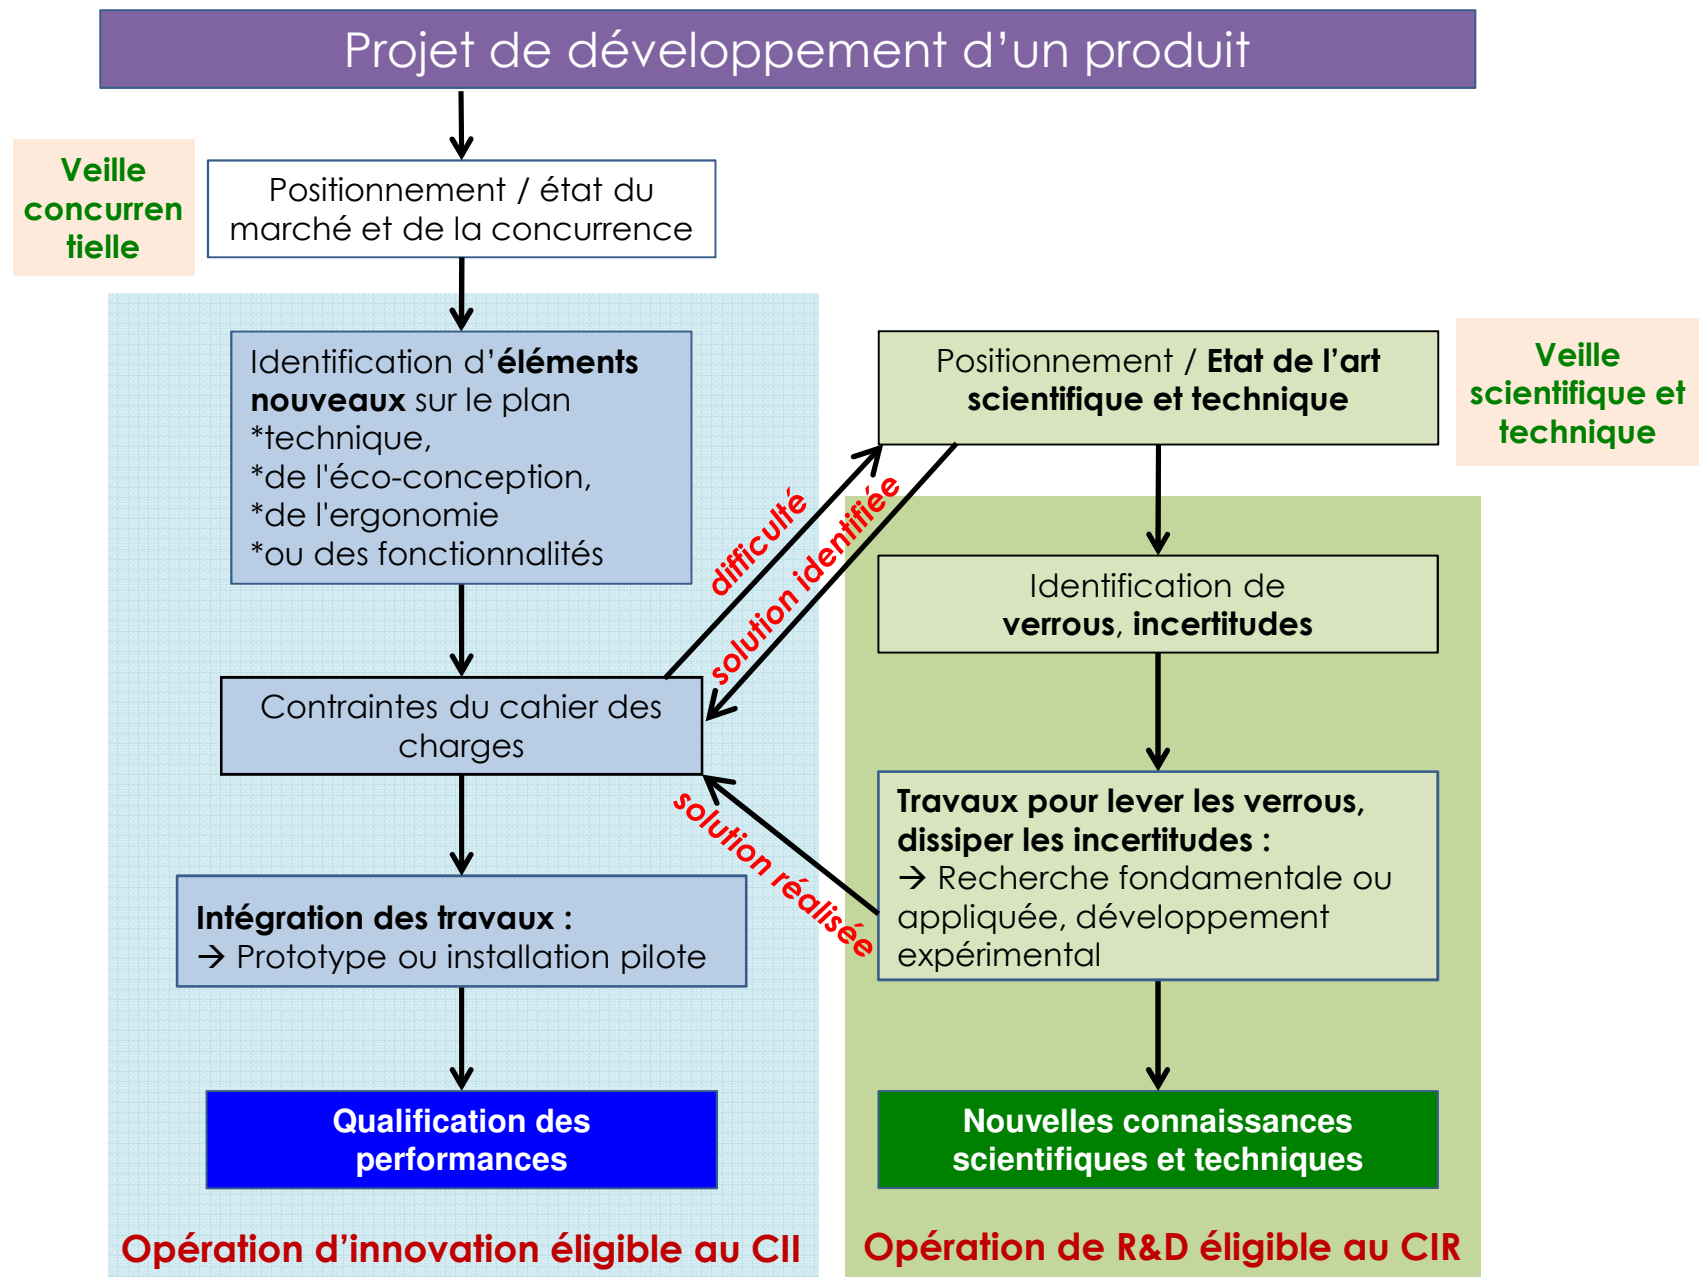 Projet de développement d’un produit
Veille
concurren
tielle
Positionnement / état du
marché et de la concurrence
Identification d’éléments
nouveaux sur le plan
*technique,
*de l'éco-conception,
*de l'ergonomie
*ou des fonctionnalités
Positionnement / Etat de l’art
scientifique et technique
Veille
scientifique et
technique
difficulté
solution identifiée
Identification de
verrous, incertitudes
Contraintes du cahier des
charges
solution réalisée
Travaux pour lever les verrous,
dissiper les incertitudes :
→ Recherche fondamentale ou
appliquée, développement
expérimental
Intégration des travaux :
→ Prototype ou installation pilote
Qualification des
performances
Nouvelles connaissances
scientifiques et techniques
Opération d’innovation éligible au CII
Opération de R&D éligible au CIR